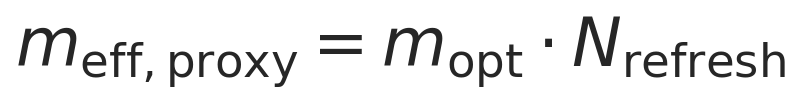 m_eff, proxy = m_opt · N_refresh